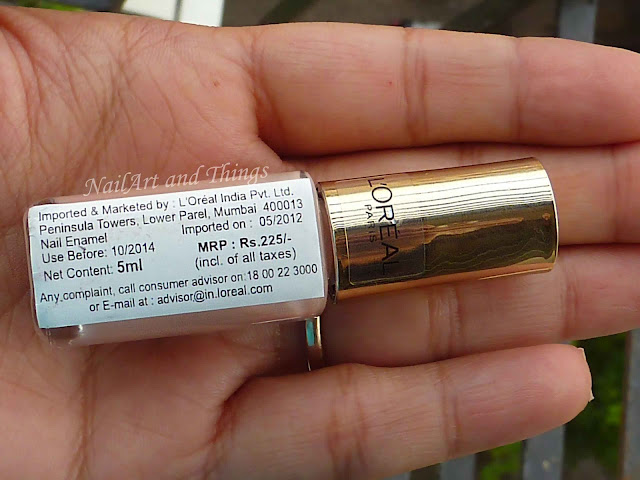 NailArt and Things
Imported & Marketed by : L'Oréal India Pvt. Ltd.
Peninsula Towers, Lower Parel, Mumbai 400013
Nail Enamel Imported on : 05/2012
Use Before: 10/2014 MRP : Rs.225/-
Net Content: 5ml (incl. of all taxes)
Any complaint, call consumer advisor on:18 00 22 3000
or E-mail at : advisor@in.loreal.com
L'ORÉAL
PARIS